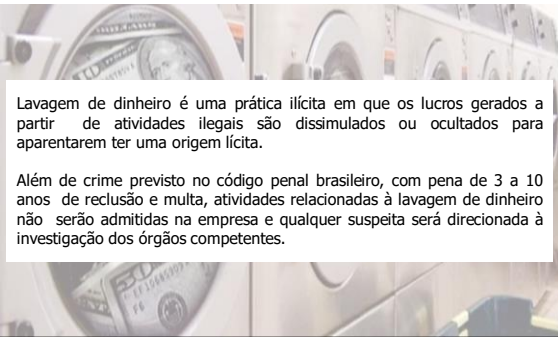 Lavagem de dinheiro é uma prática ilícita em que os lucros gerados a
partir de atividades ilegais são dissimulados ou ocultados para
aparentarem ter uma origem lícita.
Além de crime previsto no código penal brasileiro, com pena de 3 a 10
anos de reclusão e multa, atividades relacionadas à lavagem de dinheiro
não serão admitidas na empresa e qualquer suspeita será direcionada à
investigação dos órgãos competentes.